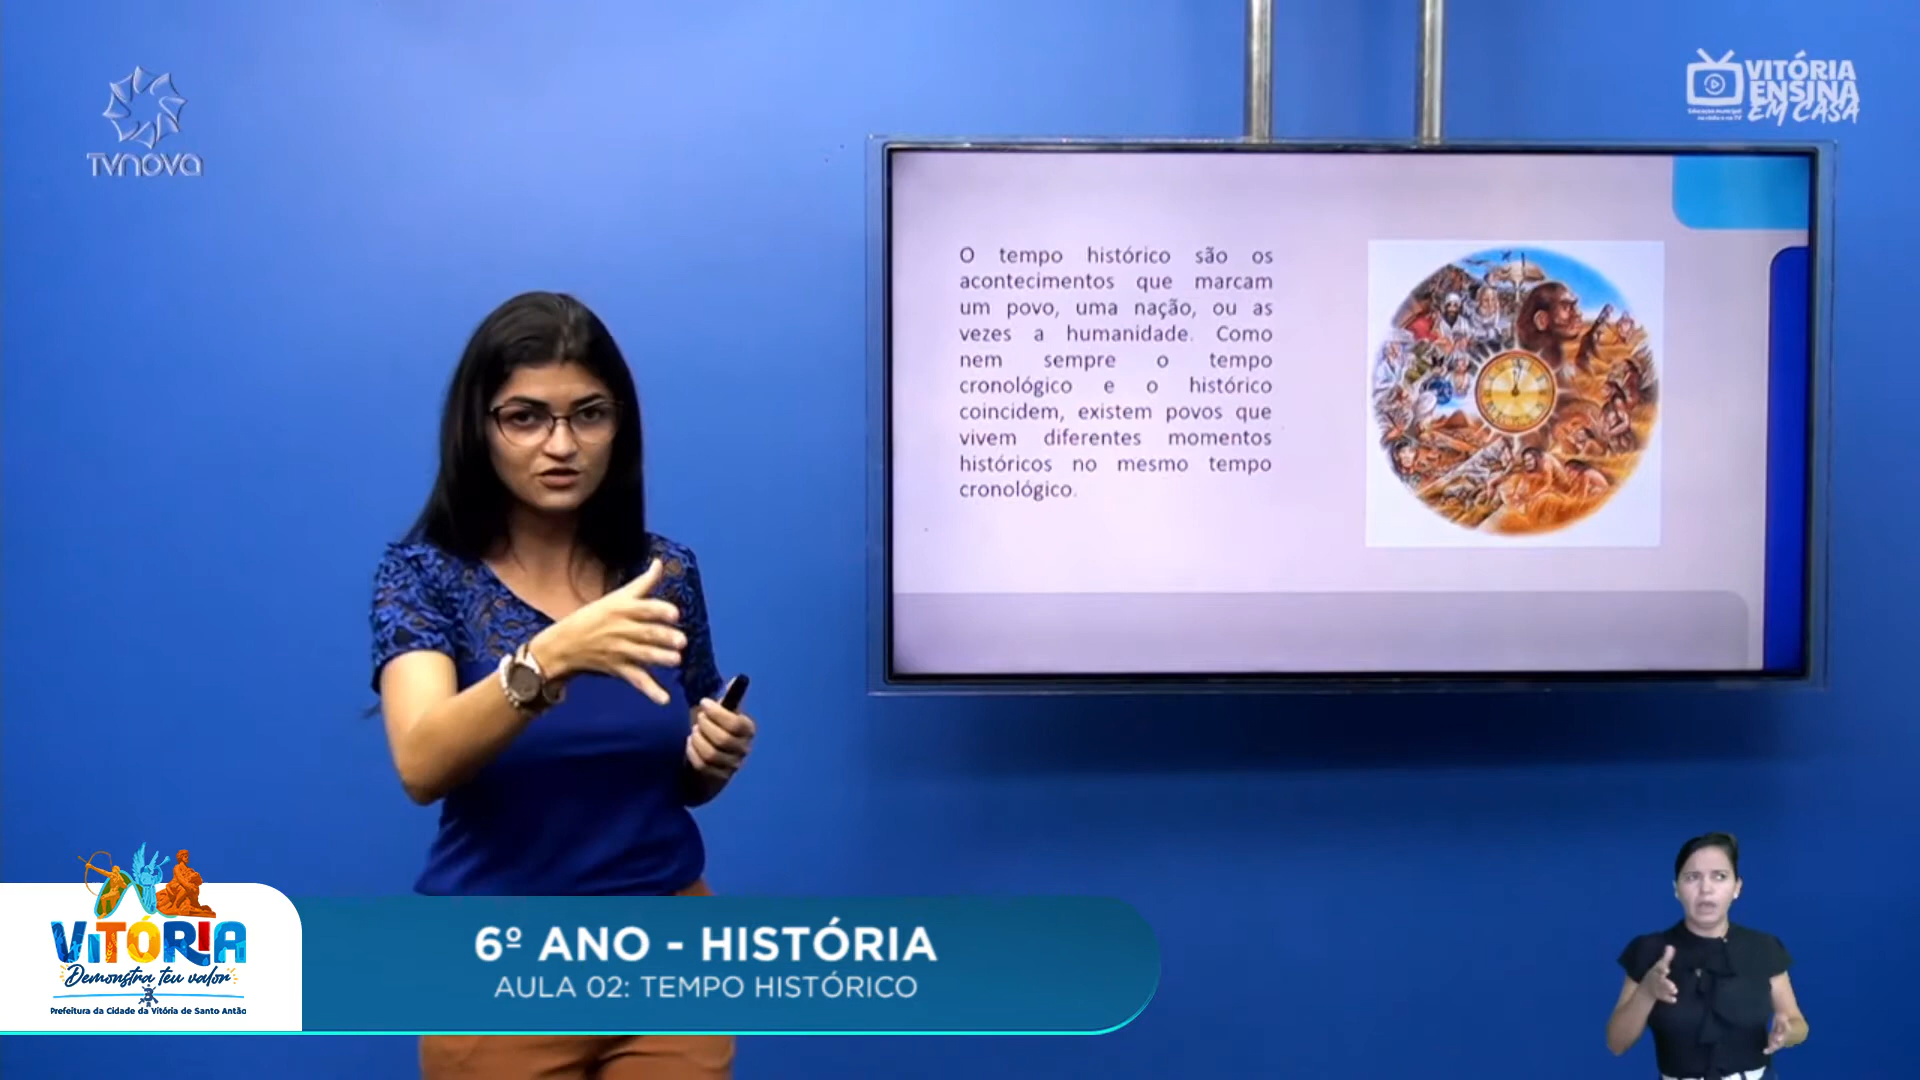 TVNOVA
VITÓRIA
ENSINA
EM CASA
O tempo histórico são os
acontecimentos que marcam
um povo, uma nação, ou as
vezes a humanidade. Como
nem sempre o tempo
cronológico e o histórico
coincidem, existem povos que
vivem diferentes momentos
históricos no mesmo tempo
cronológico.
6º ANO - HISTÓRIA
AULA 02: TEMPO HISTÓRICO
VITÓRIA
Demonstra teu valor
Prefeitura da Cidade da Vitória de Santo Antão